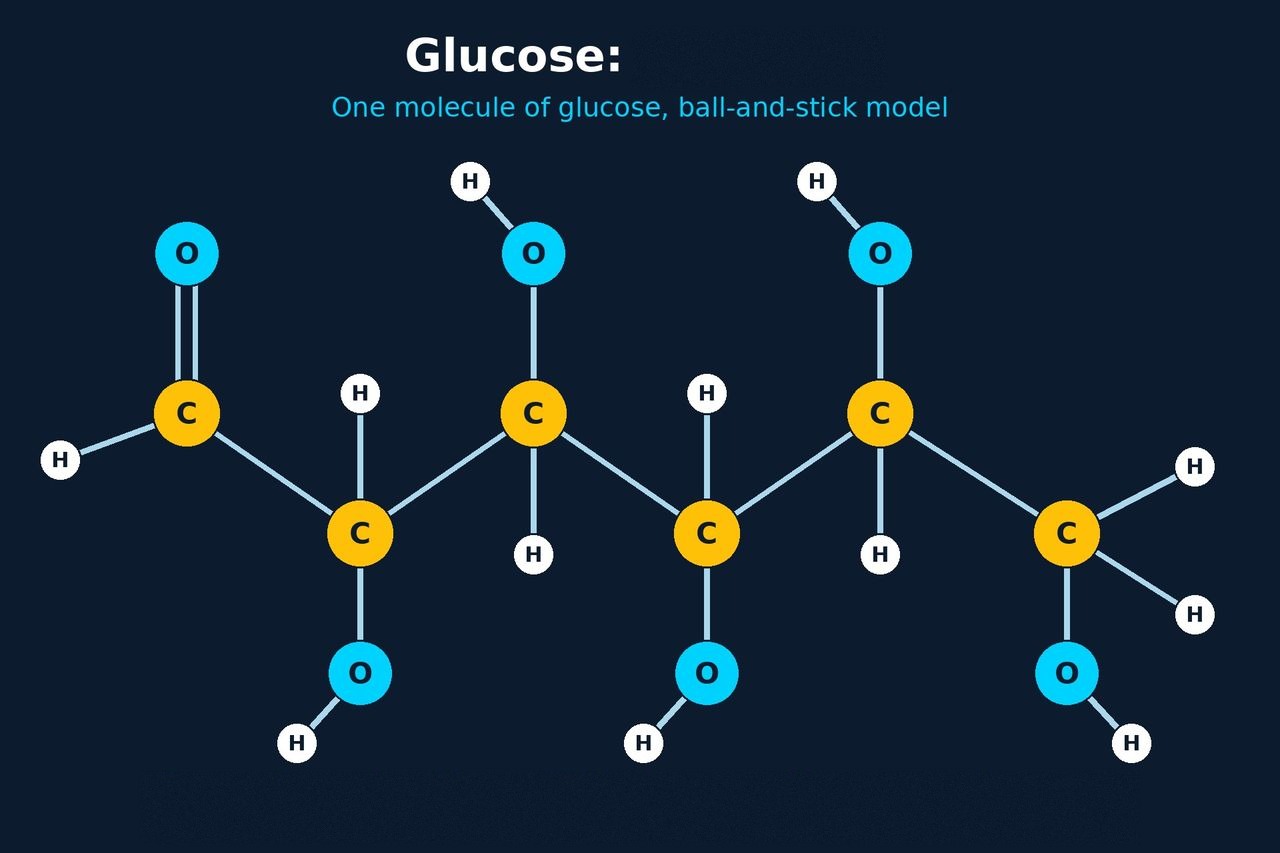 Glucose:
One molecule of glucose, ball-and-stick model
H H
O O O
H H
C C C
H H
C C C
H H
H
O O O
H H H